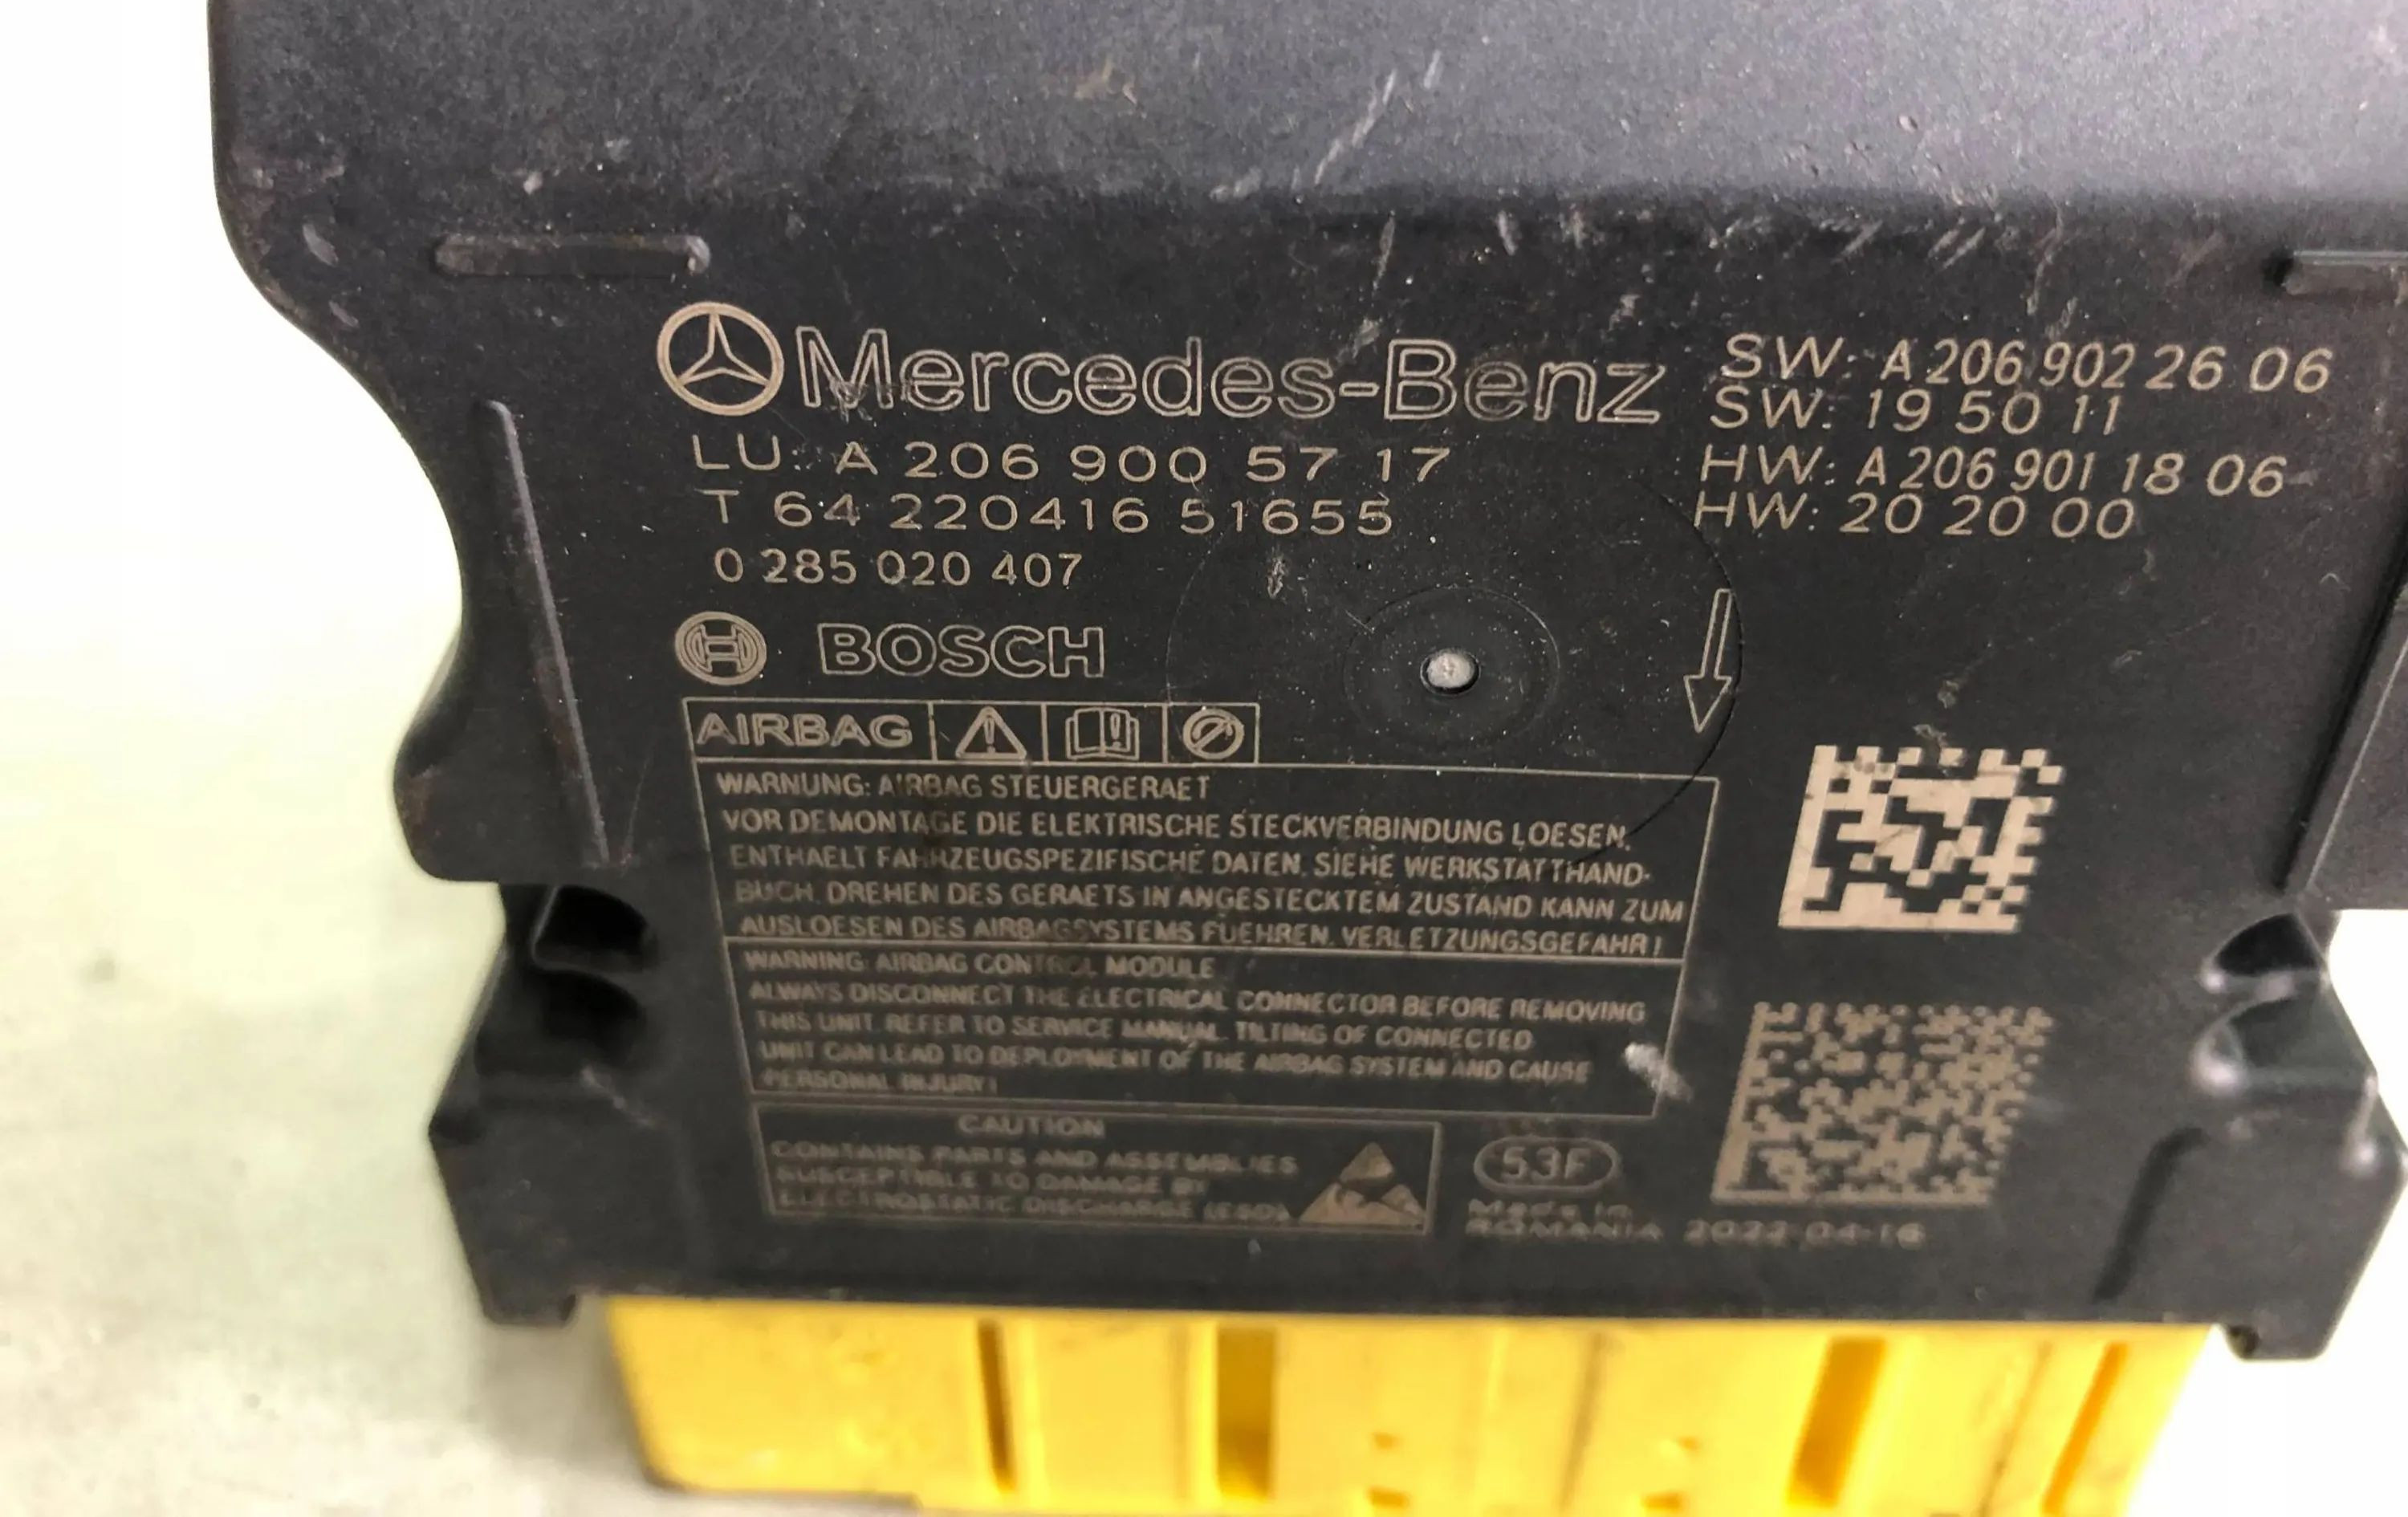 Mercedes-Benz
LU: A 206 900 57 17
T 64 220416 51655
0 285 020 407
SW: A 206 902 26 06
SW: 19 50 11
HW: A 206 901 18 06
HW: 20 20 00
BOSCH
AIRBAG
WARNUNG: AIRBAG STEUERGERAET
VOR DEMONTAGE DIE ELEKTRISCHE STECKVERBINDUNG LOESEN.
ENTHAELT FAHRZEUGSPEZIFISCHE DATEN. SIEHE WERKSTATTHAND-
BUCH. DREHEN DES GERAETS IN ANGESTECKTEM ZUSTAND KANN ZUM
AUSLOESEN DES AIRBAGSYSTEMS FUEHREN. VERLETZUNGSGEFAHR!
WARNING: AIRBAG CONTROL MODULE
ALWAYS DISCONNECT THE ELECTRICAL CONNECTOR BEFORE REMOVING
THIS UNIT. REFER TO SERVICE MANUAL. TILTING OF CONNECTED
UNIT CAN LEAD TO DEPLOYMENT OF THE AIRBAG SYSTEM AND CAUSE
PERSONAL INJURY!
CAUTION
CONTAINS PARTS AND ASSEMBLIES
SUSCEPTIBLE TO DAMAGE BY
ELECTROSTATIC DISCHARGE (ESD)
53F
Made in
ROMANIA 2022-04-16